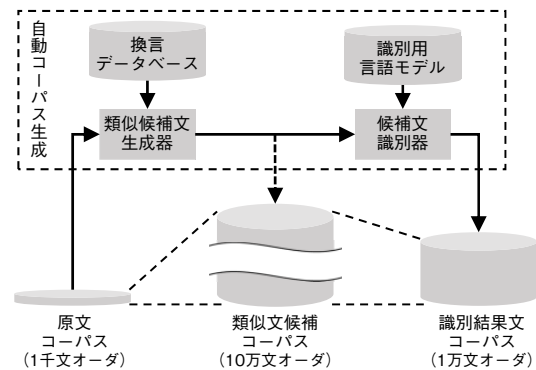 自動コーパス生成
換言
データベース
識別用
言語モデル
類似候補文
生成器
候補文
識別器
原文
コーパス
（1千文オーダ）
類似文候補
コーパス
（10万文オーダ）
識別結果文
コーパス
（1万文オーダ）